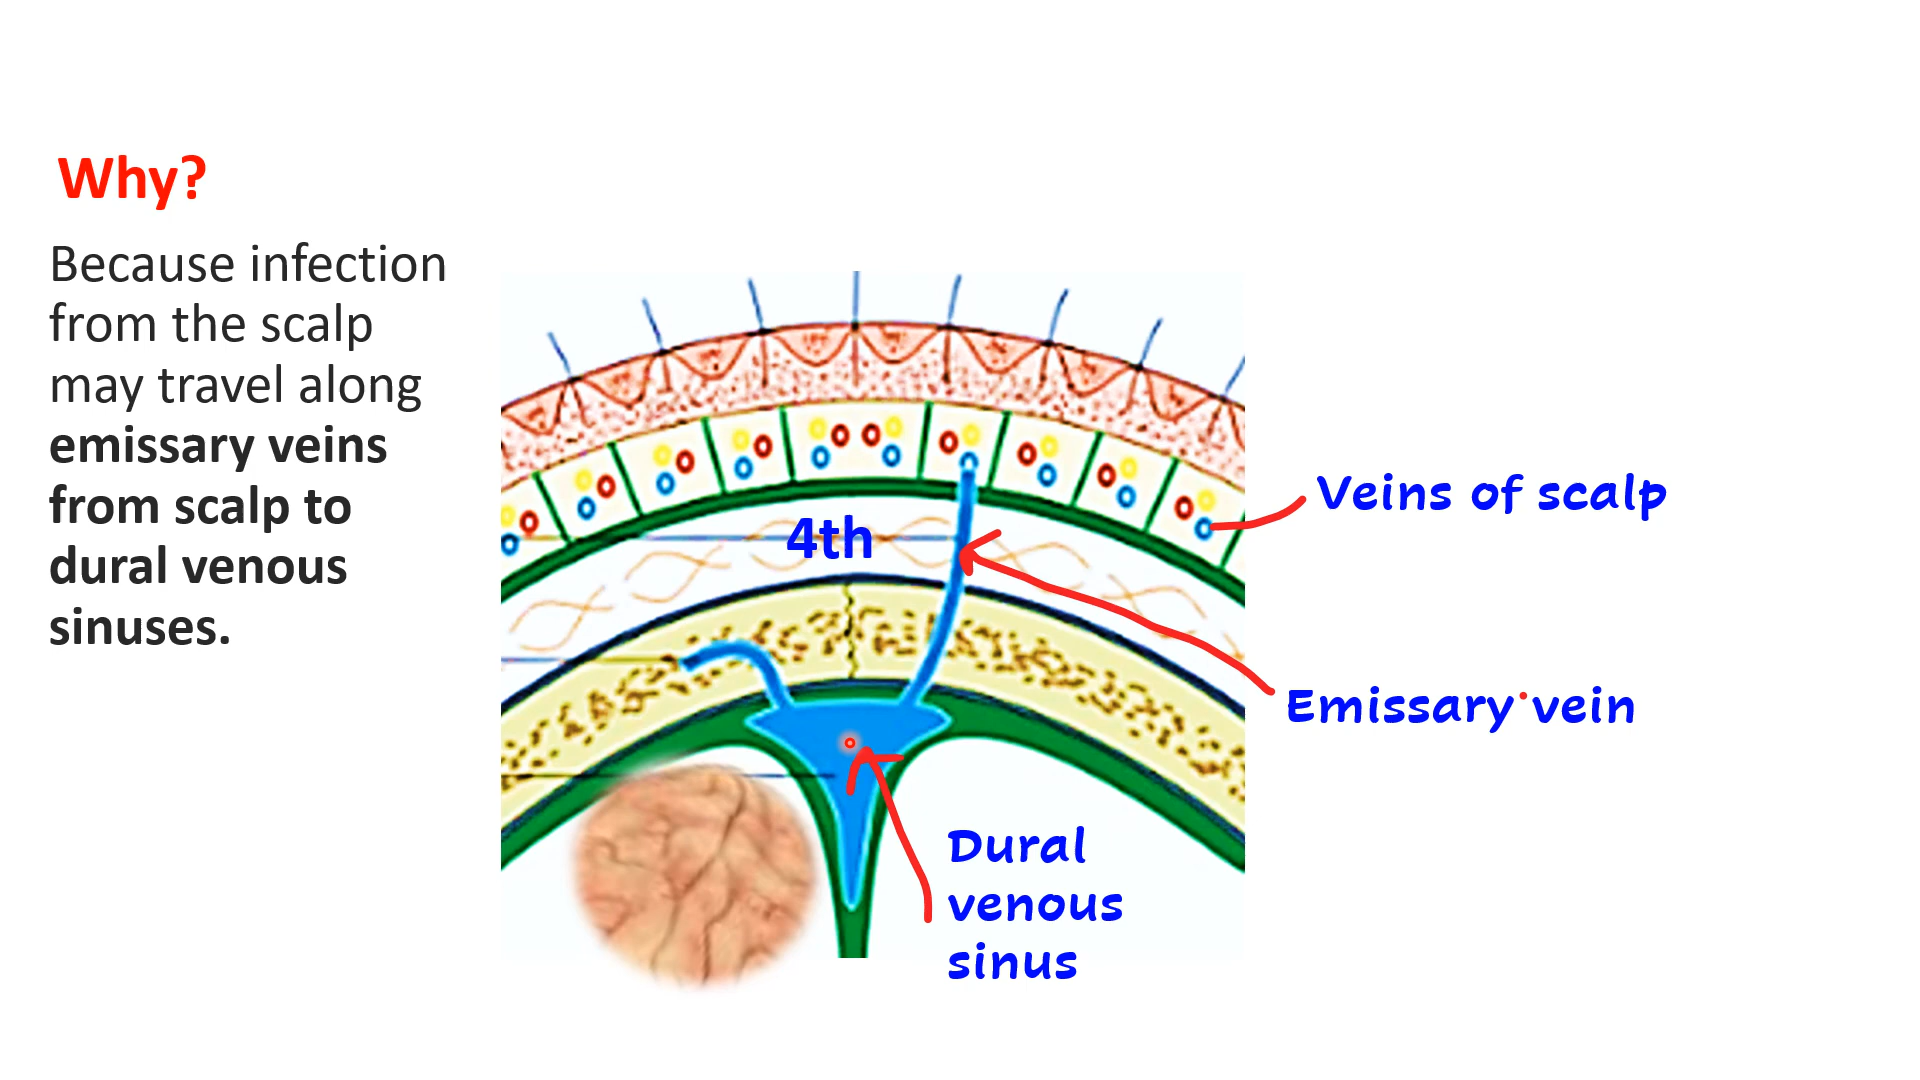 Why?
Because infection
from the scalp
may travel along
emissary veins
from scalp to
dural venous
sinuses.
4th
Veins of scalp
Emissary vein
Dural
venous
sinus